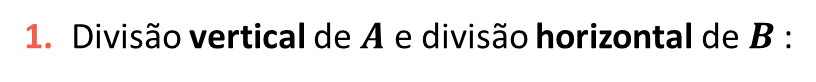 1. Divisão vertical de A e divisão horizontal de B :